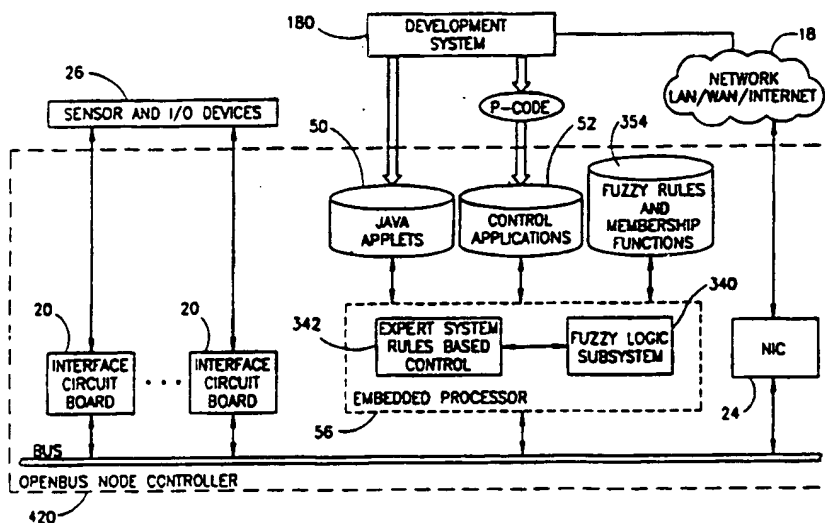 180
DEVELOPMENT
SYSTEM
18
NETWORK
LAN/WAN/INTERNET
26
SENSOR AND I/O DEVICES
P-CODE
50
52
354
JAVA
APPLETS
CONTROL
APPLICATIONS
FUZZY RULES
AND
MEMBERSHIP
FUNCTIONS
20
20
342
340
INTERFACE
CIRCUIT
BOARD
INTERFACE
CIRCUIT
BOARD
EXPERT SYSTEM
RULES BASED
CONTROL
FUZZY LOGIC
SUBSYSTEM
NIC
EMBEDDED PROCESSOR
56
24
BUS
OPENBUS NODE CONTROLLER
420